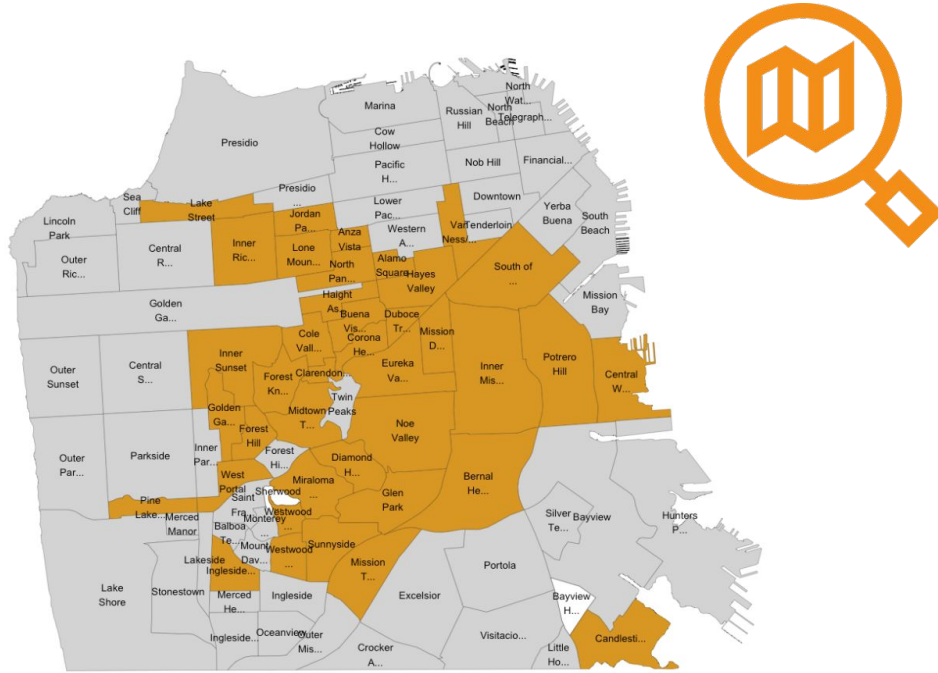 North
Wat...
Marina
Russian
Hill
North
Beach
Telegraph...
Cow
Hollow
Presidio
Pacific
H...
Nob Hill
Financial...
Sea
Cliff
Lake
Street
Presidio
...
Lower
Pac...
Downtown
Yerba
Buena
Lincoln
Park
Jordan
Pa...
Anza
Vista
Western
A...
Van
Ness/...
Tenderloin
South
Beach
Outer
Ric...
Central
R...
Inner
Ric...
Lone
Moun...
North
Pan...
Alamo
Square
Hayes
Valley
South of
...
Mission
Bay
Golden
Ga...
Haight
As...
Buena
Vis...
Duboce
Tr...
Cole
Vall...
Corona
He...
Mission
D...
Outer
Sunset
Central
S...
Inner
Sunset
Forest
Kn...
Clarendon...
Eureka
Va...
Inner
Mis...
Potrero
Hill
Central
W...
Twin
Peaks
Golden
Ga...
Midtown
T...
Forest
Hill
Noe
Valley
Outer
Par...
Parkside
Inner
Par...
Forest
Hi...
Diamond
H...
West
Portal
Miraloma
...
Glen
Park
Bernal
He...
Pine
Lake...
Saint
Fra...
Sherwood
Westwood
...
Merced
Manor
Balboa
Te...
Monterey
...
Silver
Te...
Bayview
Hunters
P...
Lakeside
Mount
Dav...
Westwood
...
Sunnyside
Mission
T...
Ingleside...
Portola
Lake
Shore
Stonestown
Merced
He...
Ingleside
Excelsior
Bayview
H...
Ingleside...
Oceanview
Outer
Mis...
Crocker
A...
Visitacio...
Little
Ho...
Candlesti...